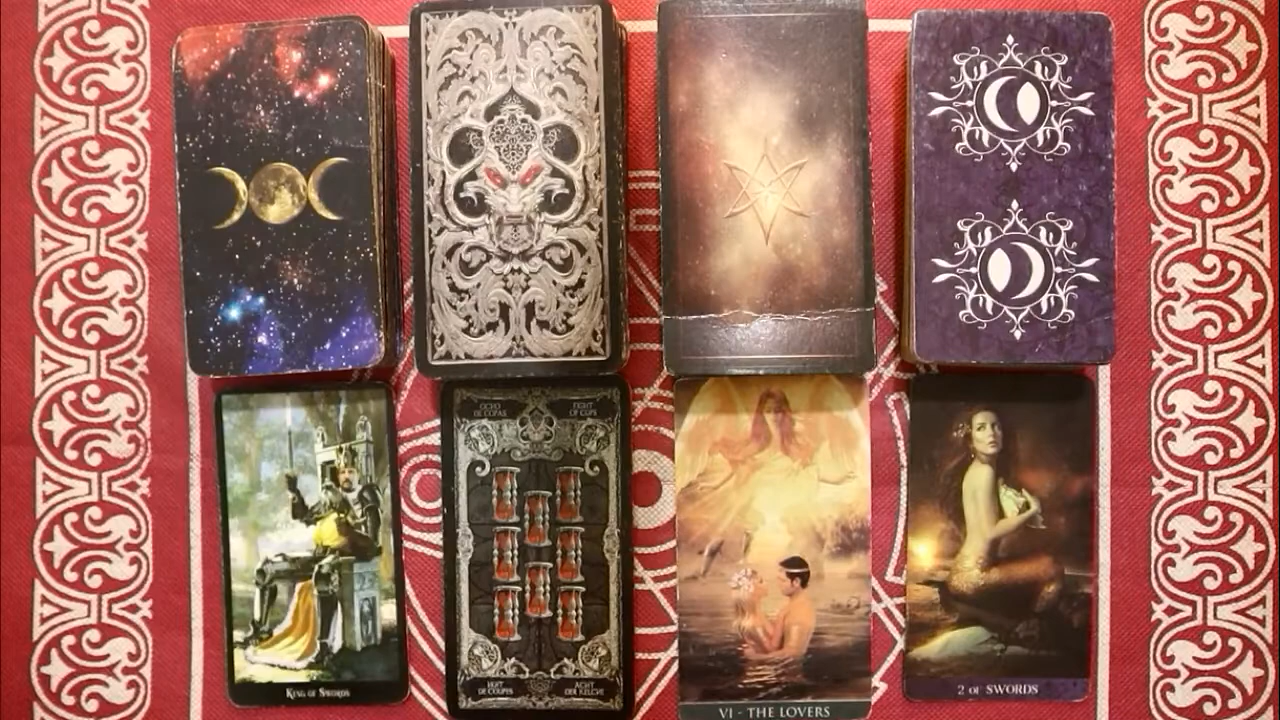 KING OF SWORDS
OCHO
DE COPAS
EIGHT
OF CUPS
HUIT
DE COUPES
ACHT
DER KELCHE
VI - THE LOVERS
2 OF SWORDS